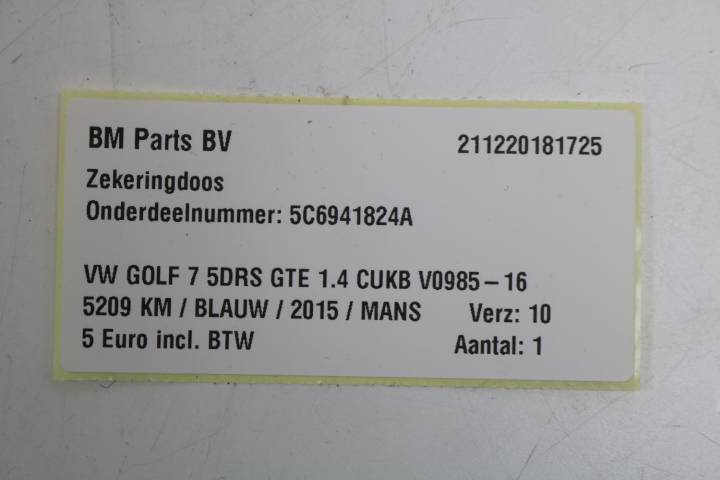 BM Parts BV 211220181725
Zekeringdoos
Onderdeelnummer: 5C6941824A
VW GOLF 7 5DRS GTE 1.4 CUKB V0985-16
5209 KM / BLAUW / 2015 / MANS Verz: 10
5 Euro incl. BTW Aantal: 1